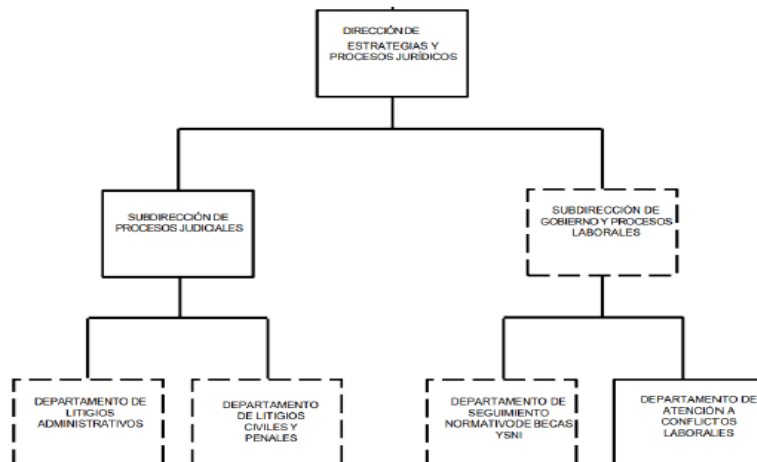 DIRECCIÓN DE
ESTRATEGIAS Y
PROCESOS JURÍDICOS
SUBDIRECCIÓN DE
PROCESOS JUDICIALES
SUBDIRECCIÓN DE
GOBIERNO Y PROCESOS
LABORALES
DEPARTAMENTO DE
LITIGIOS
ADMINISTRATIVOS
DEPARTAMENTO
DE LITIGIOS
CIVILES Y
PENALES
DEPARTAMENTO DE
SEGUIMIENTO
NORMATIVO DE BECAS
YSNI
DEPARTAMENTO DE
ATENCIÓN A
CONFLICTOS
LABORALES